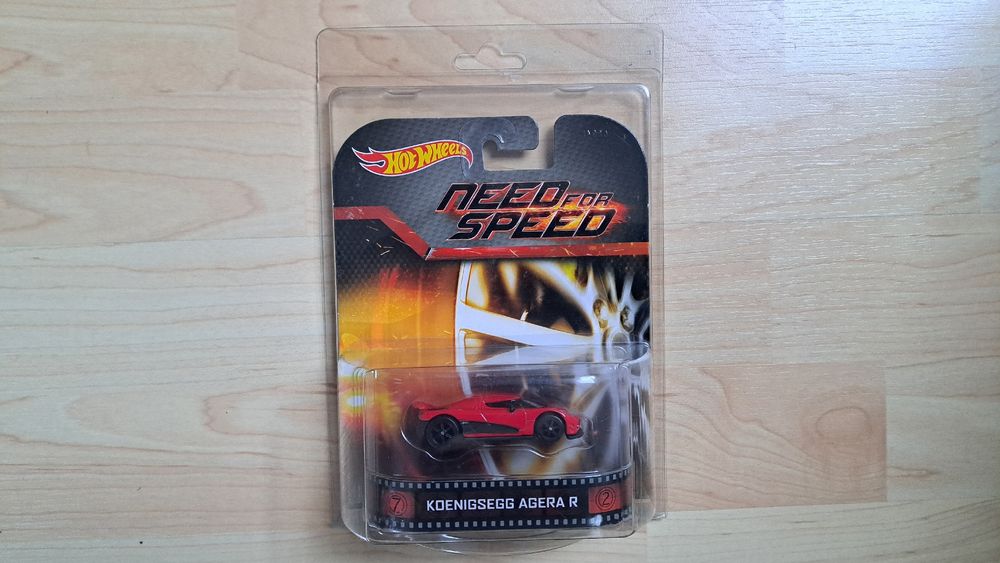 HOT WHEELS
NEED FOR
SPEED
7 KOENIGSEGG AGERA R 2